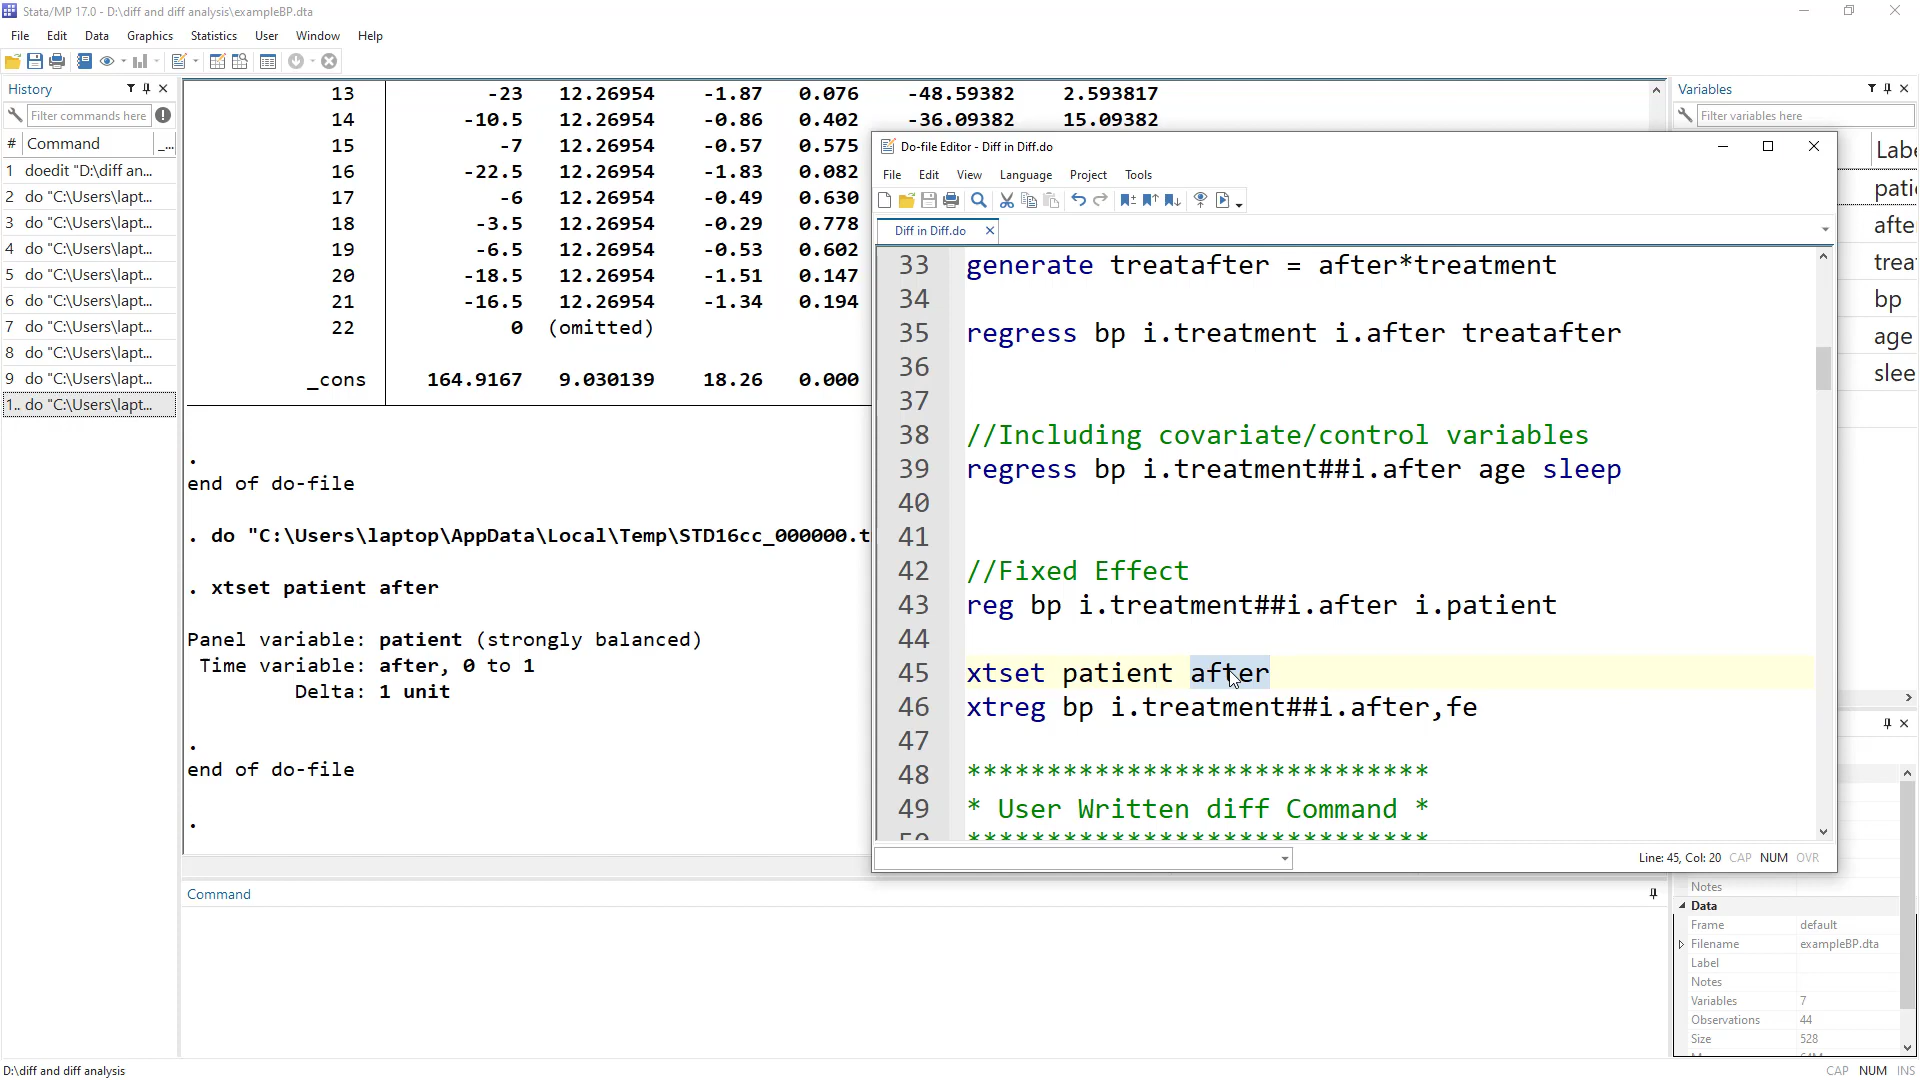 Stata/MP 17.0 - D:\diff and diff analysis\exampleBP.dta
File Edit Data Graphics Statistics User Window Help
History
Filter commands here
# Command
1 doedit "D:\diff an...
2 do "C:\Users\lapt...
3 do "C:\Users\lapt...
4 do "C:\Users\lapt...
5 do "C:\Users\lapt...
6 do "C:\Users\lapt...
7 do "C:\Users\lapt...
8 do "C:\Users\lapt...
9 do "C:\Users\lapt...
1.. do "C:\Users\lapt...
13 -23 12.26954 -1.87 0.076 -48.59382 2.593817
14 -10.5 12.26954 -0.86 0.402 -36.09382 15.09382
15 -7 12.26954 -0.57 0.575
16 -22.5 12.26954 -1.83 0.082
17 -6 12.26954 -0.49 0.630
18 -3.5 12.26954 -0.29 0.778
19 -6.5 12.26954 -0.53 0.602
20 -18.5 12.26954 -1.51 0.147
21 -16.5 12.26954 -1.34 0.194
22 0 (omitted)
_cons 164.9167 9.030139 18.26 0.000
.
end of do-file
. do "C:\Users\laptop\AppData\Local\Temp\STD16cc_000000.t
. xtset patient after
Panel variable: patient (strongly balanced)
Time variable: after, 0 to 1
Delta: 1 unit
.
end of do-file
.
Command
Do-file Editor - Diff in Diff.do
File Edit View Language Project Tools
Diff in Diff.do
33 generate treatafter = after*treatment
34
35 regress bp i.treatment i.after treatafter
36
37
38 //Including covariate/control variables
39 regress bp i.treatment##i.after age sleep
40
41
42 //Fixed Effect
43 reg bp i.treatment##i.after i.patient
44
45 xtset patient after
46 xtreg bp i.treatment##i.after,fe
47
48 *****************************
49 * User Written diff Command *
50 *****************************
Line: 45, Col: 20 CAP NUM OVR
Variables
Filter variables here
Labe
patie
afte
trea
bp
age
slee
Notes
Data
Frame default
Filename exampleBP.dta
Label
Notes
Variables 7
Observations 44
Size 528
D:\diff and diff analysis
CAP NUM INS